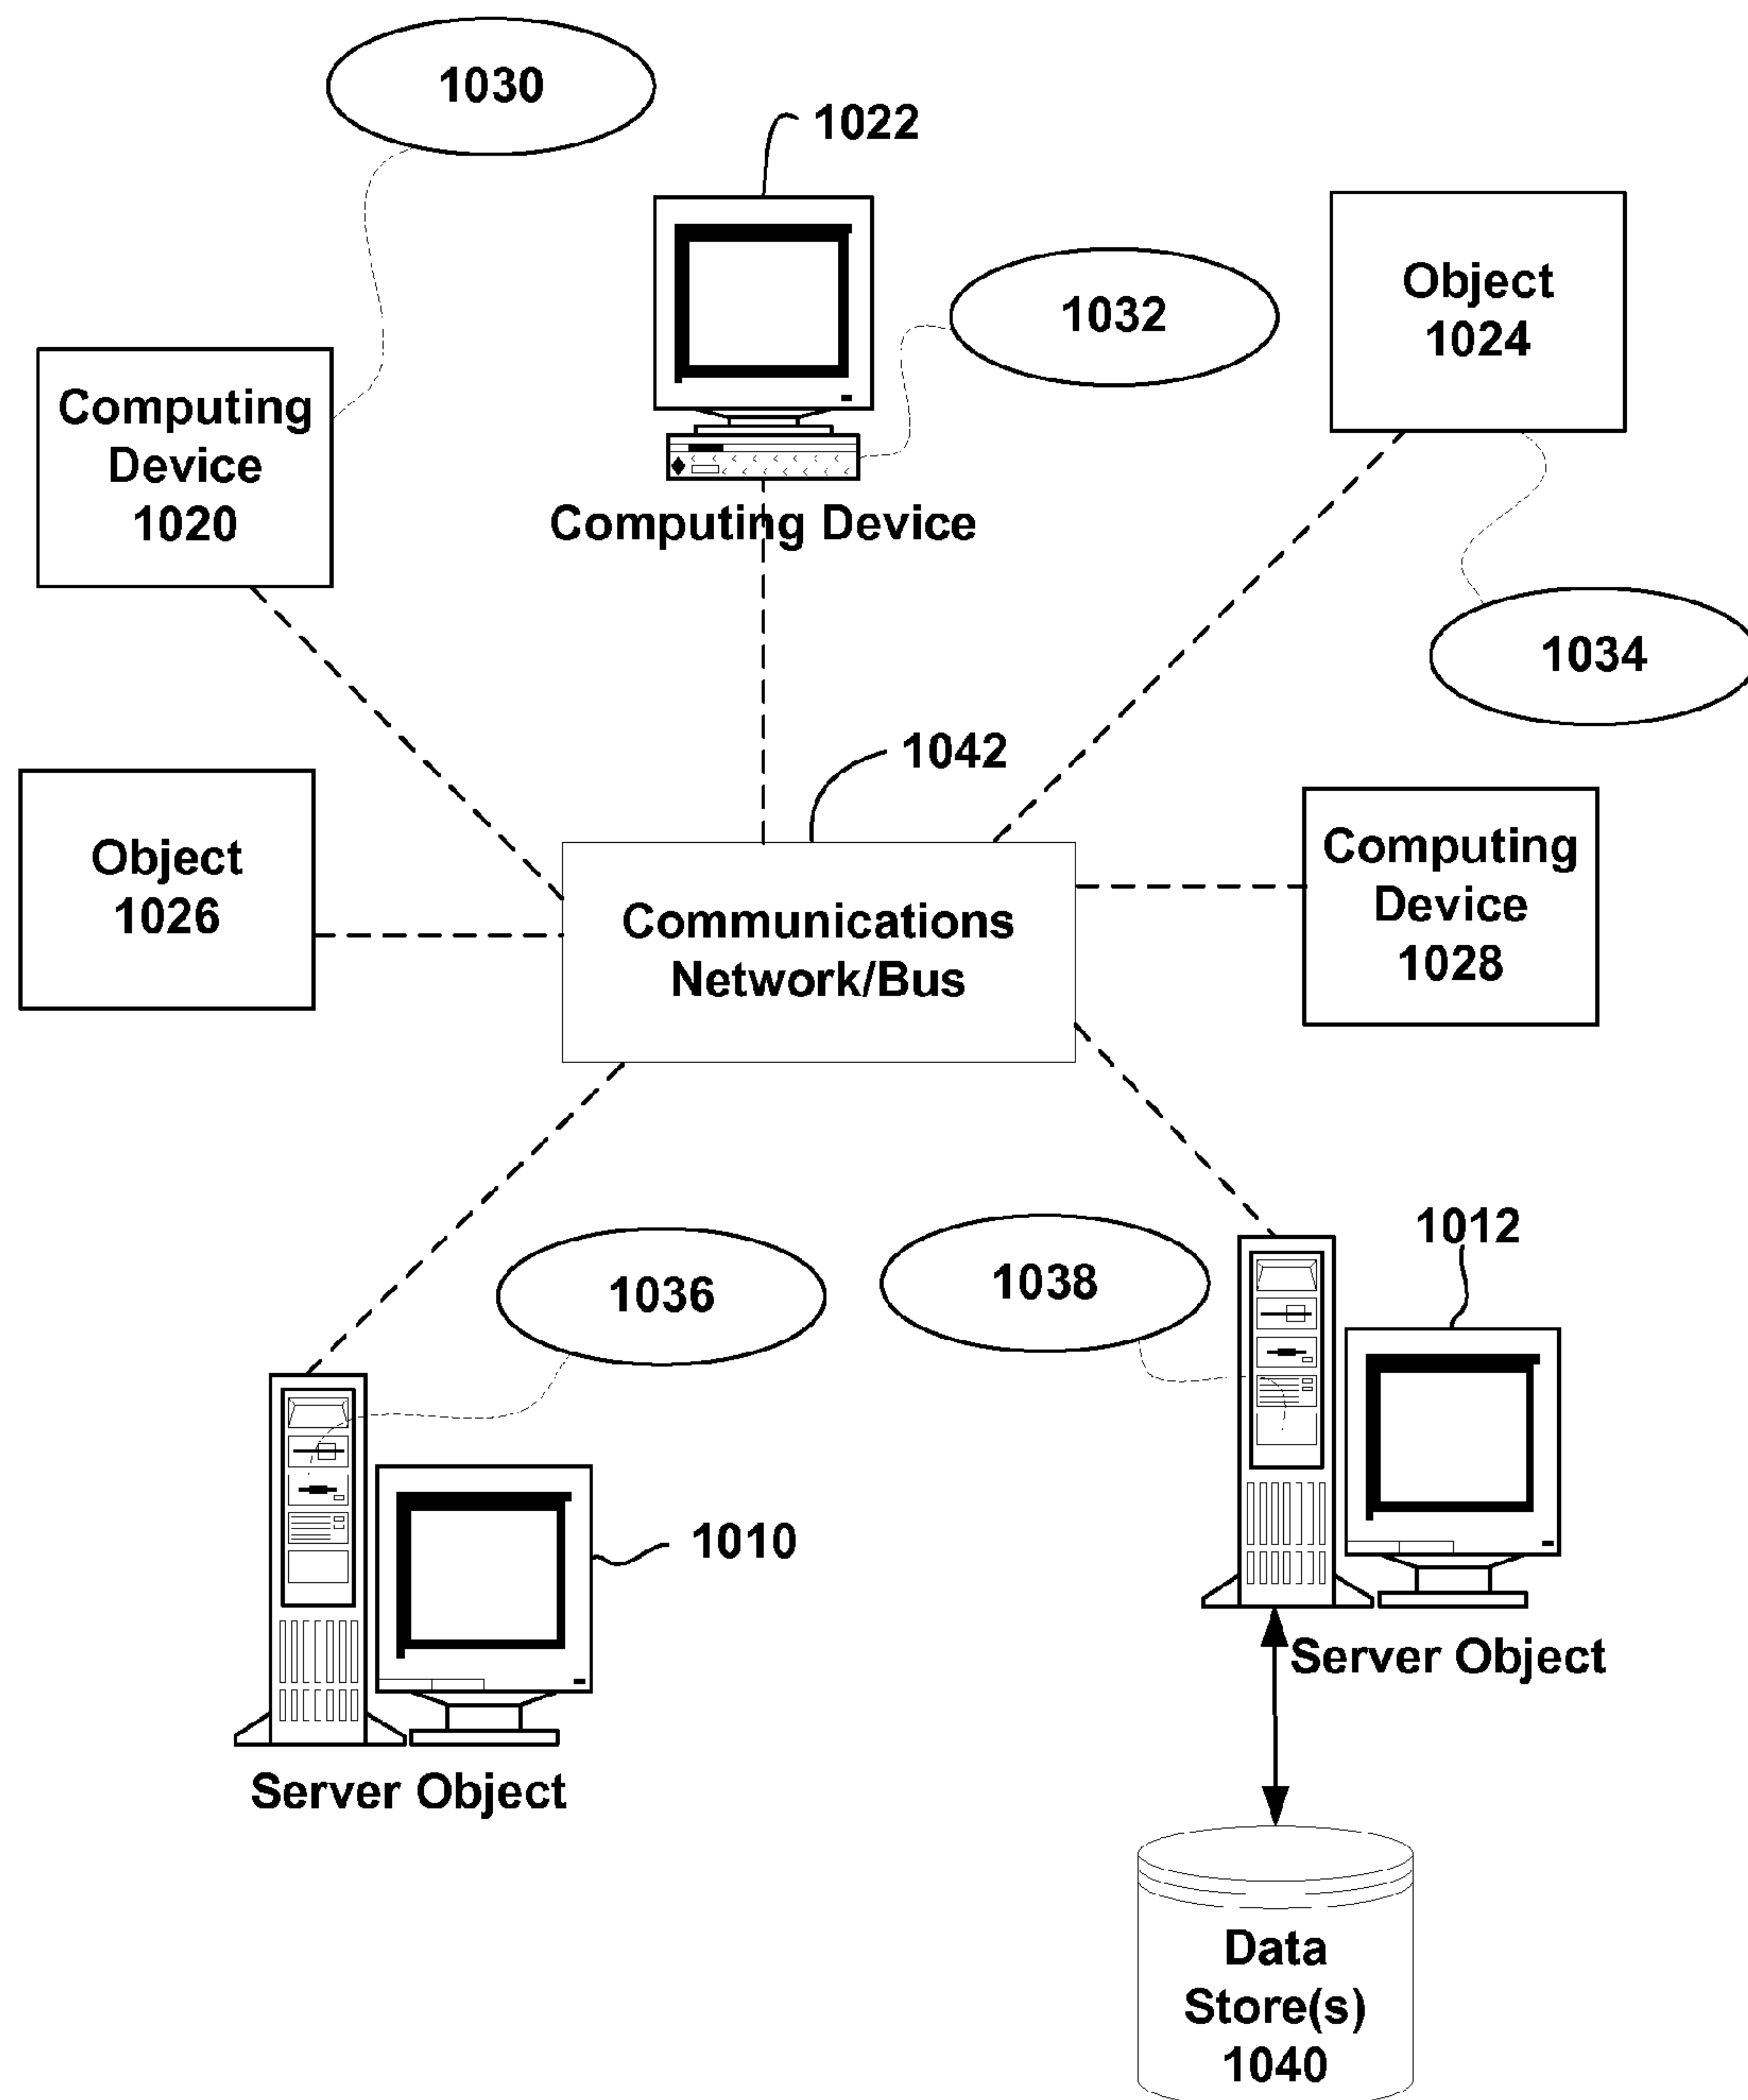 1030
1022
1032
Object
1024
Computing
Device
1020
Computing Device
1034
1042
Object
1026
Communications
Network/Bus
Computing
Device
1028
1036
1038
1012
1010
Server Object
Server Object
Data
Store(s)
1040